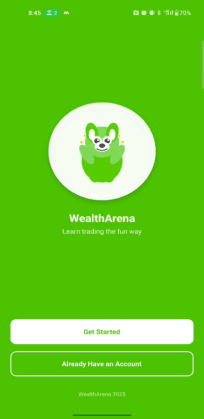 8:45
70%
WealthArena
Learn trading the fun way
Get Started
Already Have an Account
WealthArena 2025